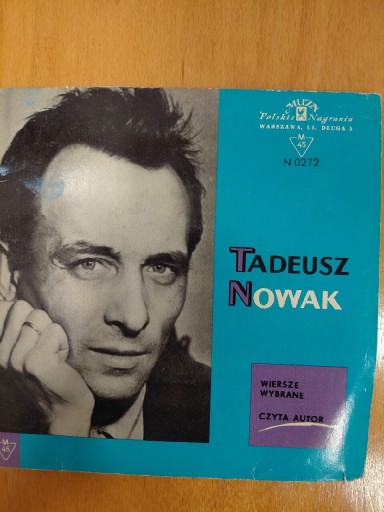 MUZA
Polskie Nagrania
WARSZAWA, UL. DŁUGA 5
M
45
N 0272
TADEUSZ
NOWAK
WIERSZE
WYBRANE
CZYTA AUTOR
M
45